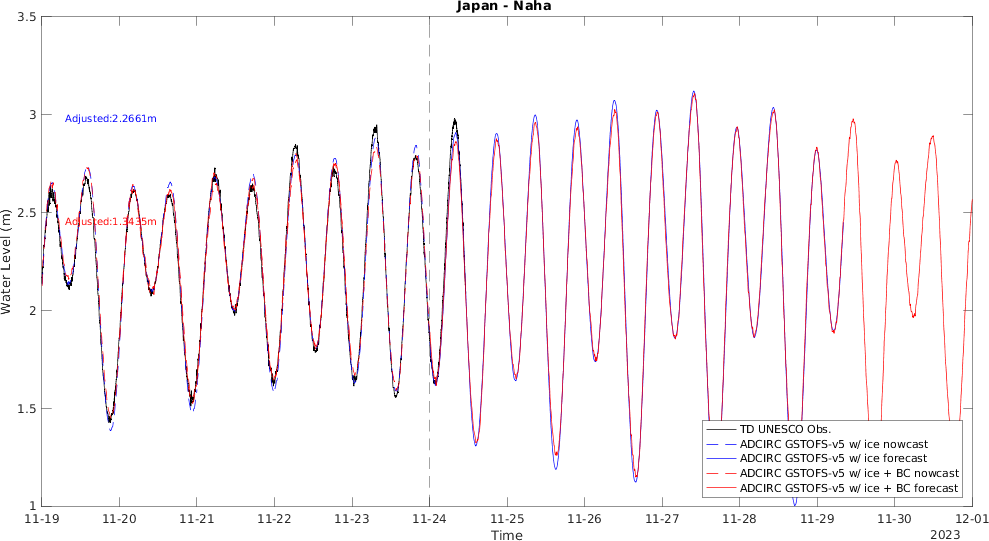 Japan - Naha
3.5
3
2.5
2
1.5
1
Water Level (m)
Adjusted:2.2661m
Adjusted:1.3435m
TD UNESCO Obs.
ADCIRC GSTOFS-v5 w/ ice nowcast
ADCIRC GSTOFS-v5 w/ ice forecast
ADCIRC GSTOFS-v5 w/ ice + BC nowcast
ADCIRC GSTOFS-v5 w/ ice + BC forecast
11-19 11-20 11-21 11-22 11-23 11-24 11-25 11-26 11-27 11-28 11-29 11-30 12-01
Time
2023